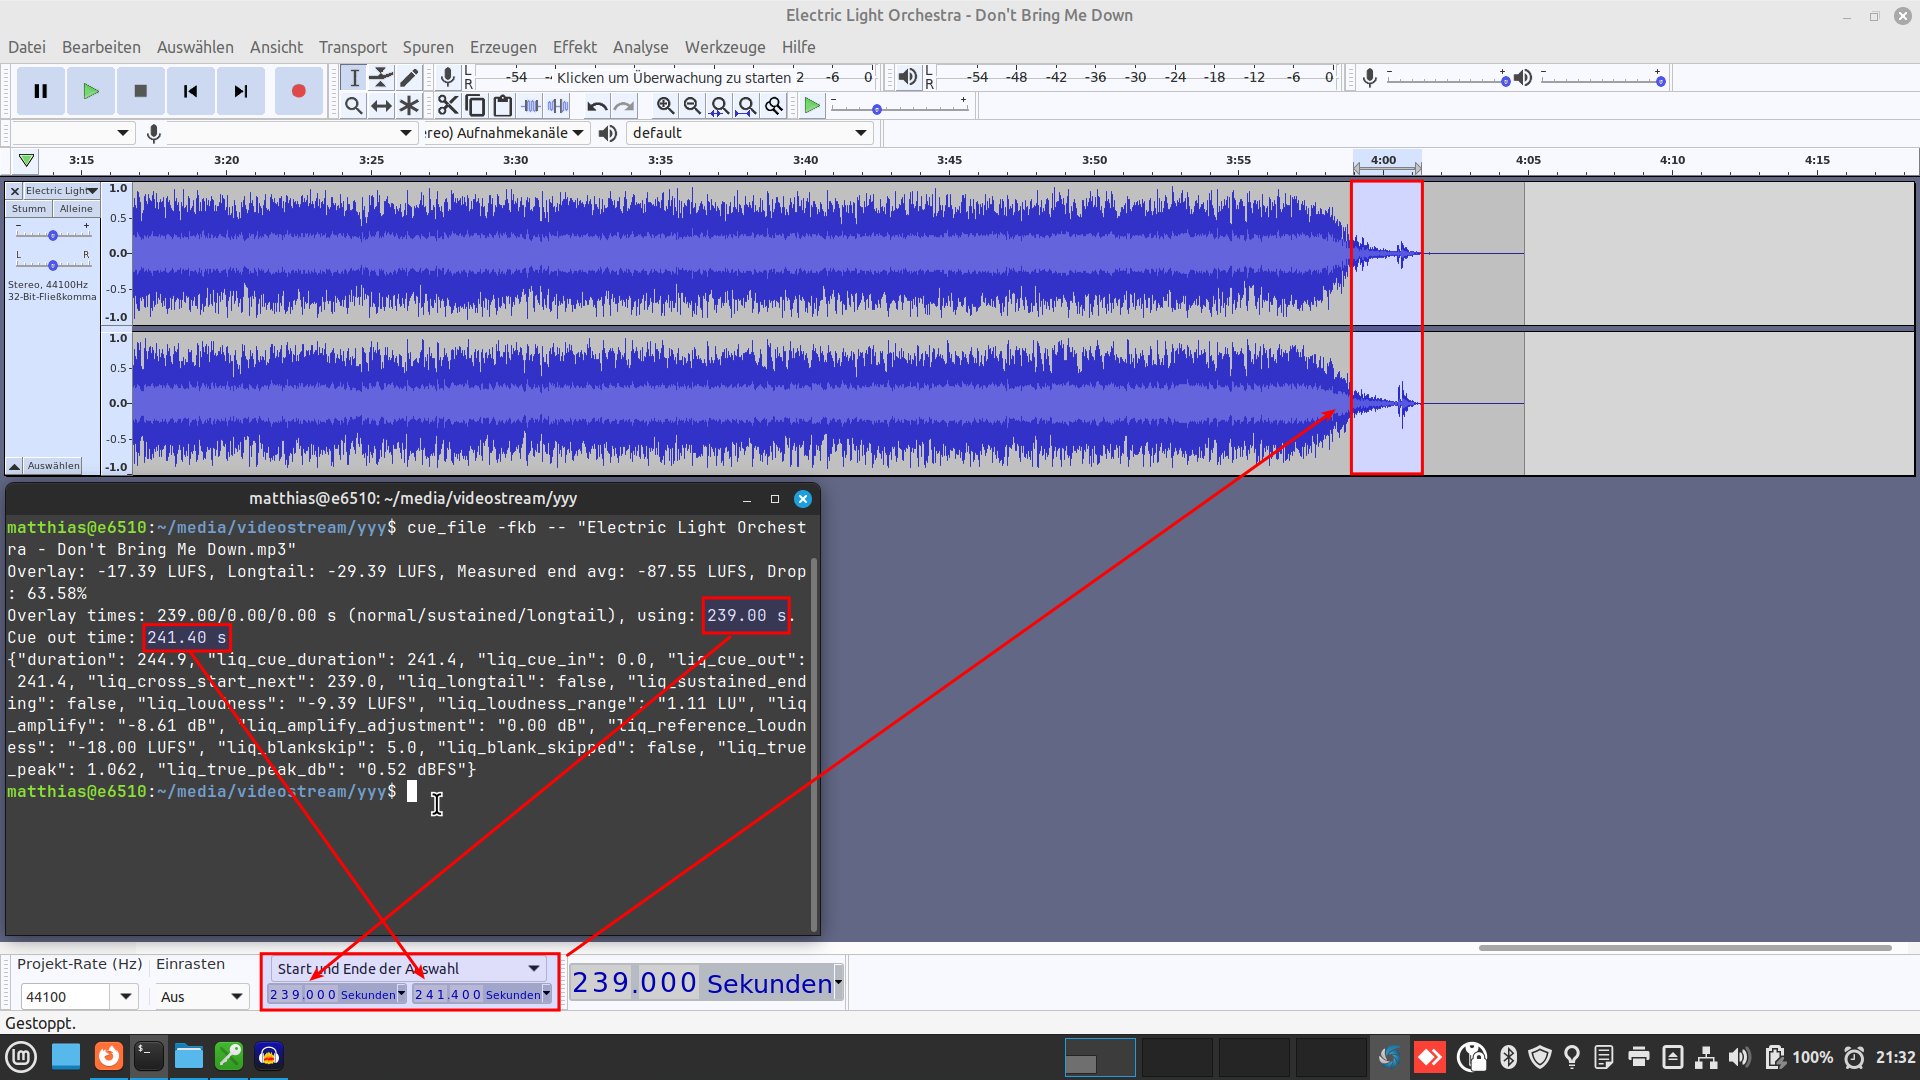 Electric Light Orchestra - Don't Bring Me Down
Datei Bearbeiten Auswählen Ansicht Transport Spuren Erzeugen Effekt Analyse Werkzeuge Hilfe
L
R
-54 - Klicken um Überwachung zu starten 2 -6 0
L
R
-54 -48 -42 -36 -30 -24 -18 -12 -6 0
- +
- +
- +
ereo) Aufnahmekanäle
default
3:15 3:20 3:25 3:30 3:35 3:40 3:45 3:50 3:55 4:00 4:05 4:10 4:15
Electric Light
Stumm Alleine
- +
L R
Stereo, 44100Hz
32-Bit-Fließkomma
Auswählen
1.0
0.5
0.0
-0.5
-1.0
1.0
0.5
0.0
-0.5
-1.0
matthias@e6510: ~/media/videostream/yyy
matthias@e6510:~/media/videostream/yyy$ cue_file -fkb -- "Electric Light Orchest
ra - Don't Bring Me Down.mp3"
Overlay: -17.39 LUFS, Longtail: -29.39 LUFS, Measured end avg: -87.55 LUFS, Drop
: 63.58%
Overlay times: 239.00/0.00/0.00 s (normal/sustained/longtail), using: 239.00 s.
Cue out time: 241.40 s
{"duration": 244.9, "liq_cue_duration": 241.4, "liq_cue_in": 0.0, "liq_cue_out":
241.4, "liq_cross_start_next": 239.0, "liq_longtail": false, "liq_sustained_end
ing": false, "liq_loudness": "-9.39 LUFS", "liq_loudness_range": "1.11 LU", "liq
_amplify": "-8.61 dB", "liq_amplify_adjustment": "0.00 dB", "liq_reference_loudn
ess": "-18.00 LUFS", "liq_blankskip": 5.0, "liq_blank_skipped": false, "liq_true
_peak": 1.062, "liq_true_peak_db": "0.52 dBFS"}
matthias@e6510:~/media/videostream/yyy$
Projekt-Rate (Hz) Einrasten
44100 Aus
Start und Ende der Auswahl
239.000 Sekunden 241.400 Sekunden
239.000 Sekunden
Gestoppt.
100% 21:32